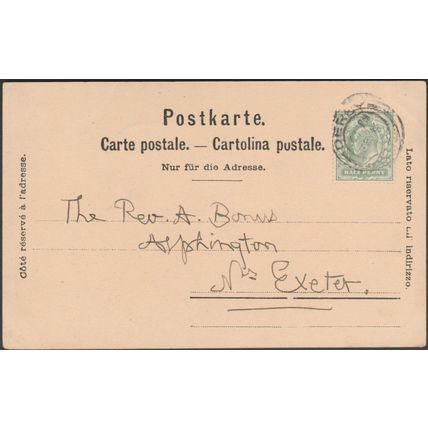 Postkarte.
Carte postale. — Cartolina postale.
Nur für die Adresse.
Côté réservé à l'adresse.
Lato riservato all' indirizzo.
DERBY
HALF PENNY
The Rev. A. Bonus
Alphington
Nr Exeter.